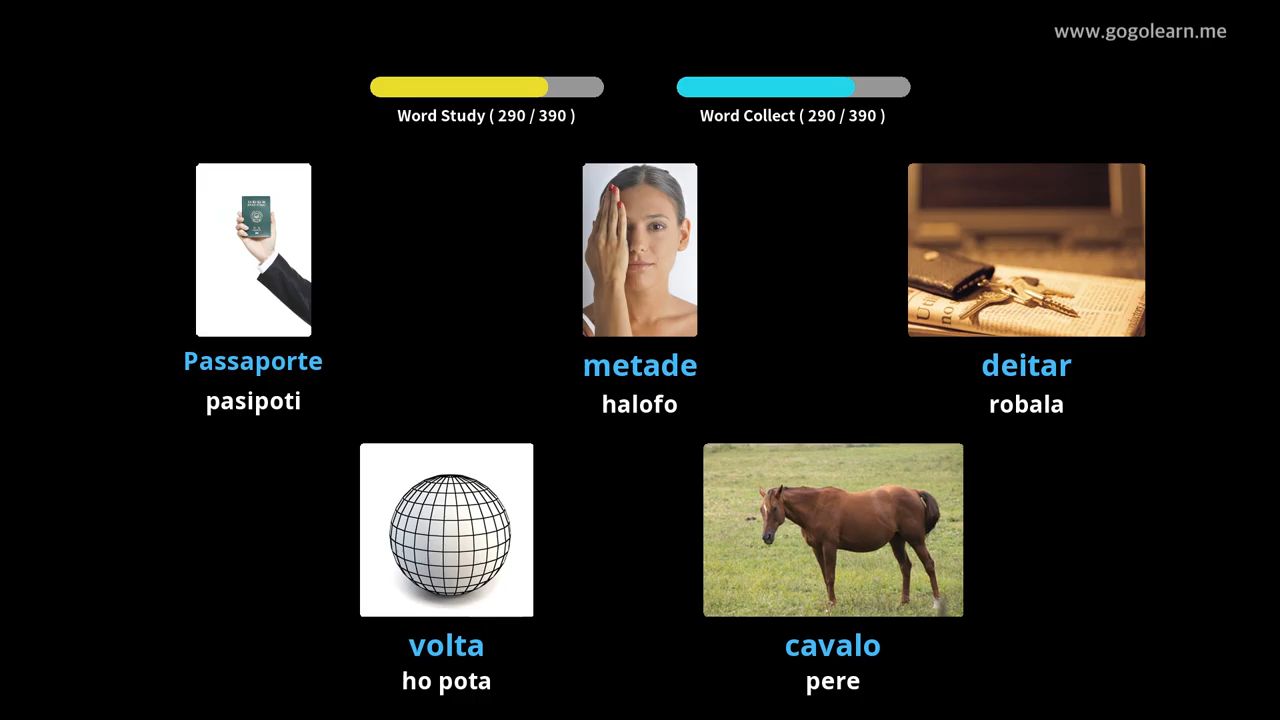 www.gogolearn.me
Word Study ( 290 / 390 )
Word Collect ( 290 / 390 )
Passaporte
pasipoti
metade
halofo
deitar
robala
volta
ho pota
cavalo
pere